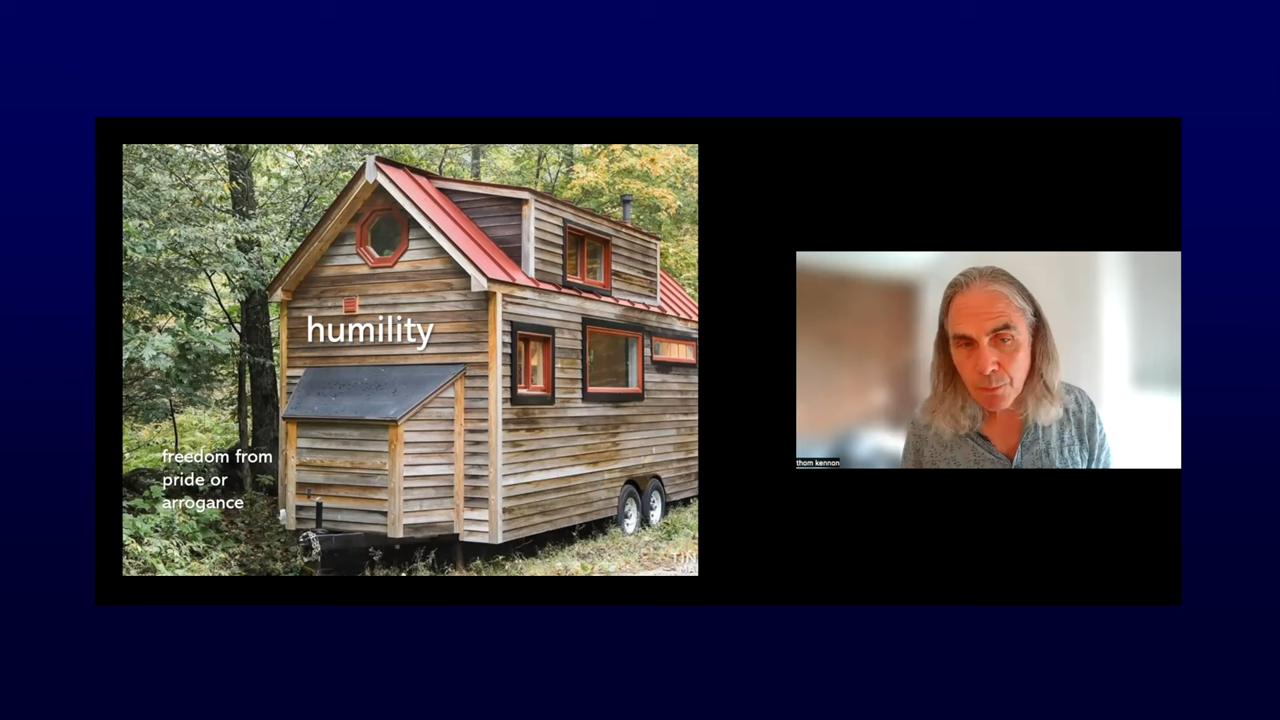 humility
freedom from
pride or
arrogance
thom kennon